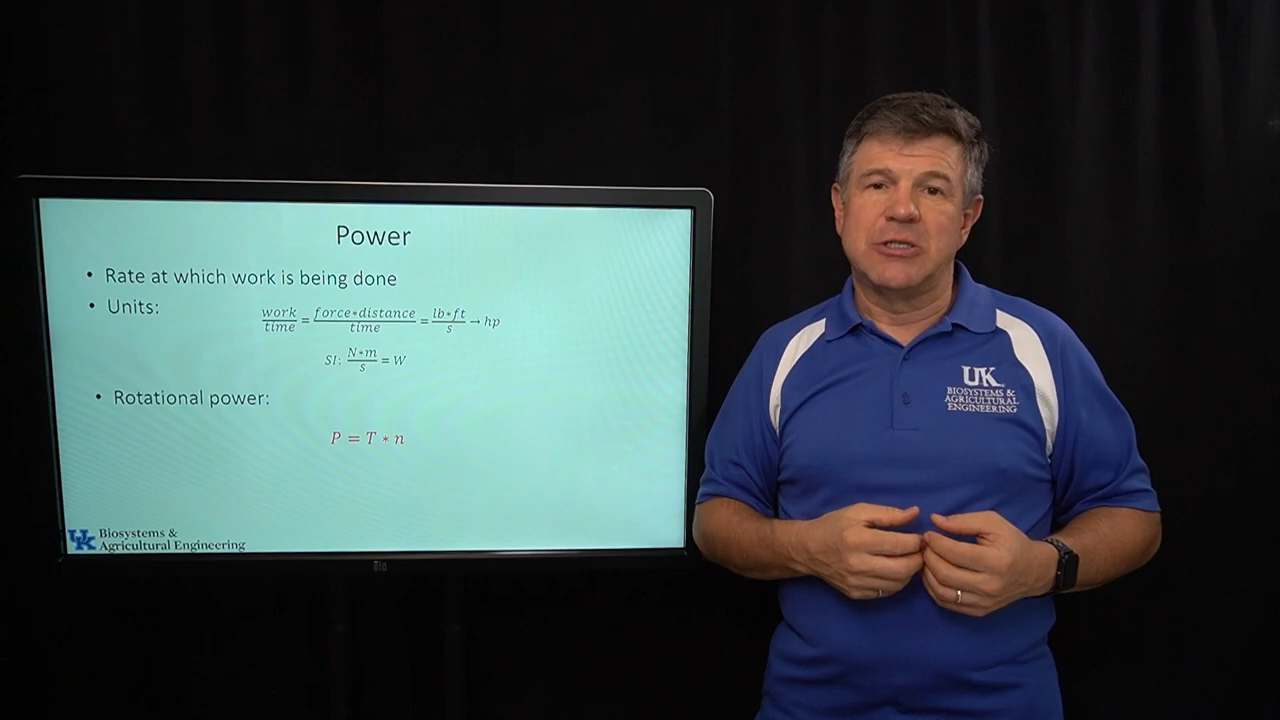 Power
• Rate at which work is being done
• Units:
work/time = force*distance/time = lb*ft/s → hp
SI: N*m/s = W
• Rotational power:
P = T * n
UK Biosystems &
Agricultural Engineering
UK
BIOSYSTEMS &
AGRICULTURAL
ENGINEERING
elo